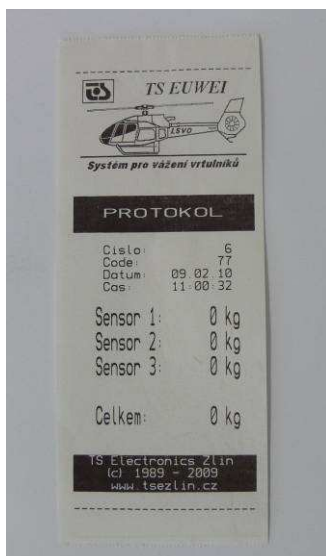 TS
TS EUWEI
LSVO
Systém pro vážení vrtulníků
PROTOKOL
Cislo: 6
Code: 77
Datum: 09.02.10
Cas: 11:00:32
Sensor 1: 0 kg
Sensor 2: 0 kg
Sensor 3: 0 kg
Celkem: 0 kg
TS Electronics Zlin
(c) 1989 - 2009
www.tsezlin.cz